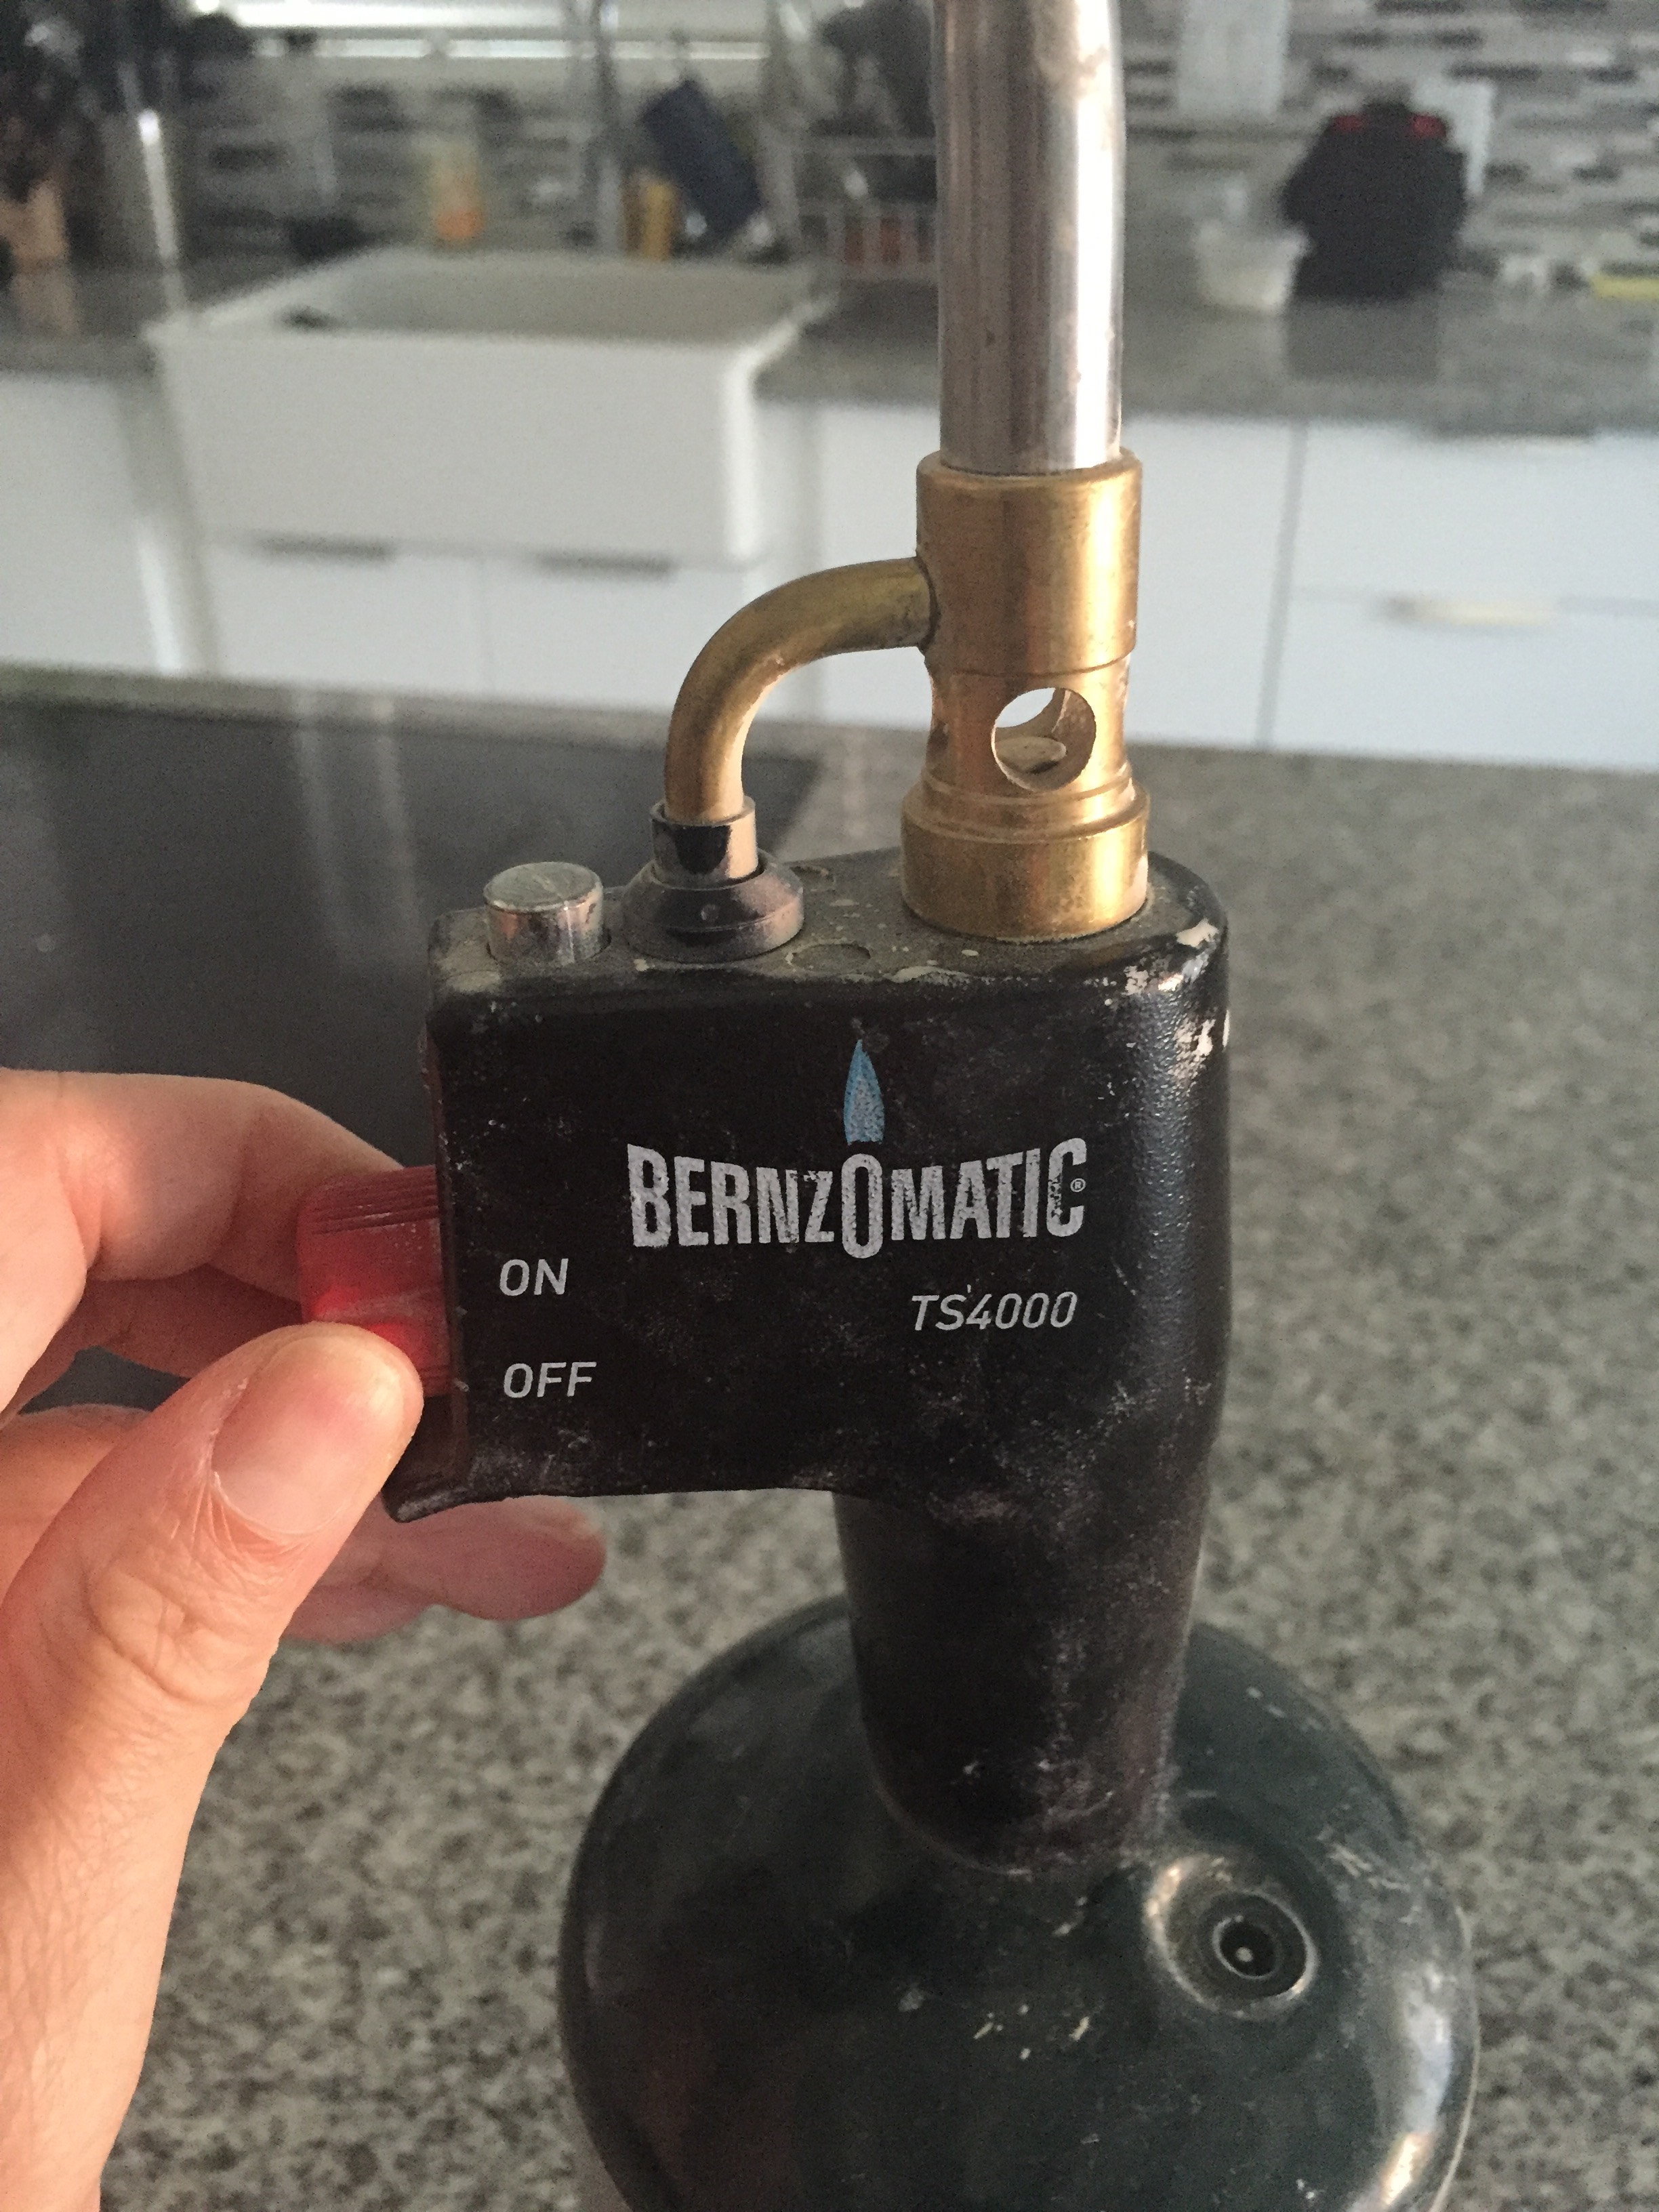 BERNZOMATIC®
ON
TS4000
OFF